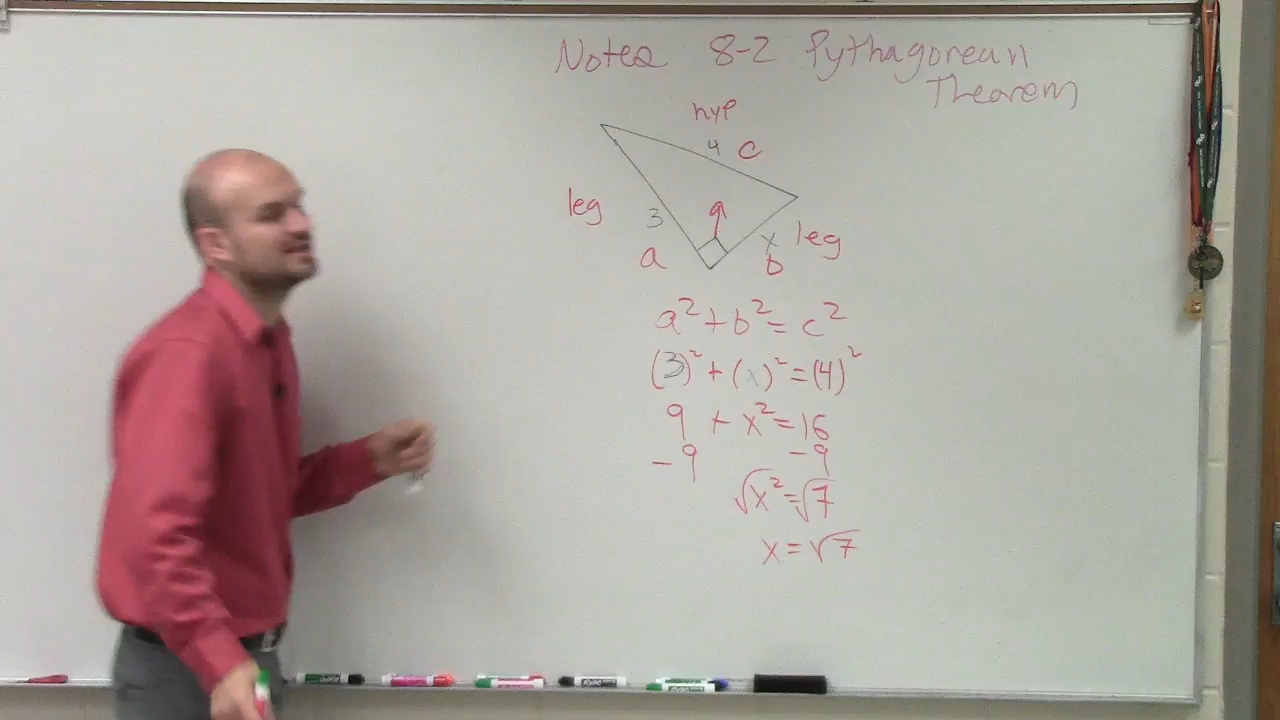 Notes 8-2 Pythagorean
Theorem
hyp
4 c
leg
3
a
x leg
b
a² + b² = c²
(3)² + (x)² = (4)²
9 + x² = 16
-9 -9
√x² = √7
x = √7